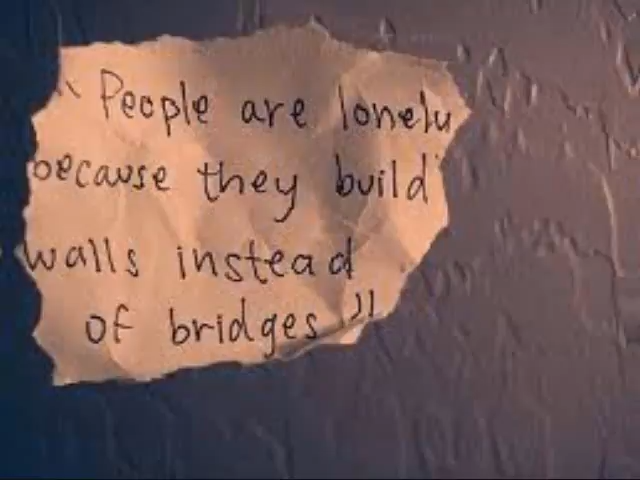 "People are lonely
because they build
walls instead
of bridges"